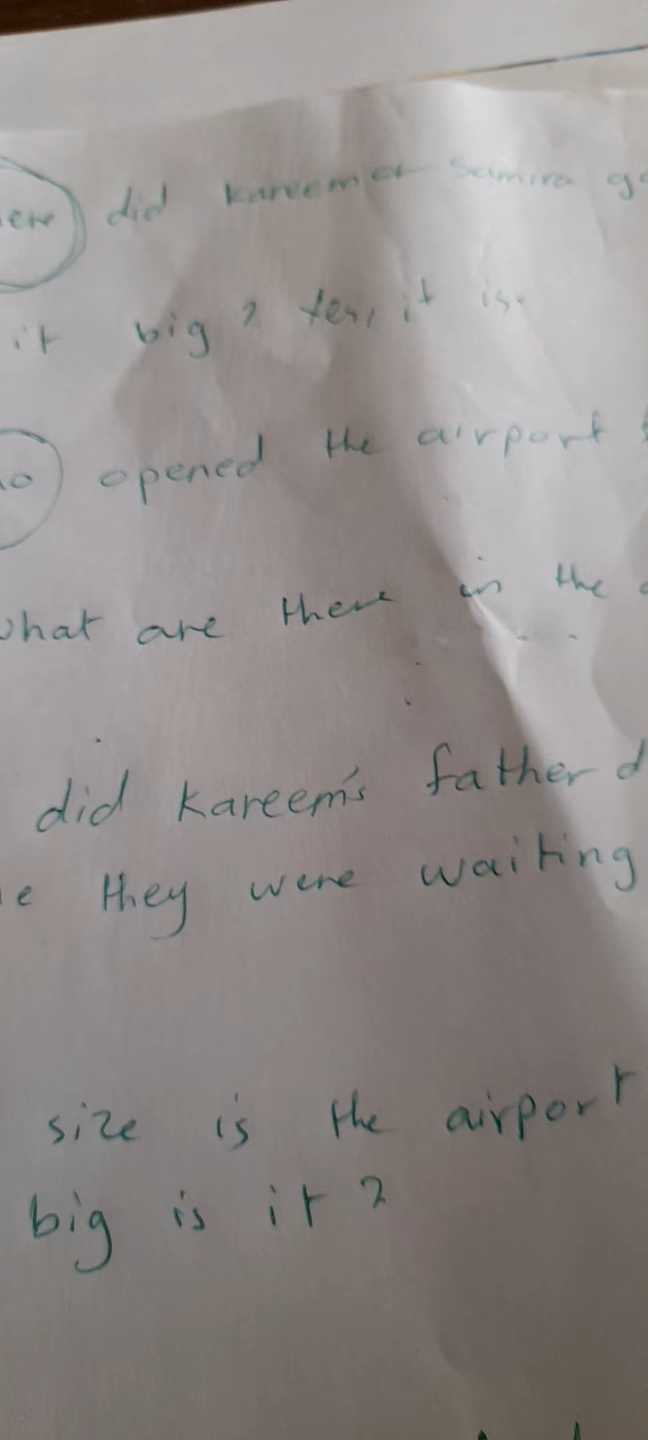 did kareem or samira go
it big? Yes, it is.
opened the airport
what are there in the
did kareem's father d
they were waiting
size is the airport
big is it?